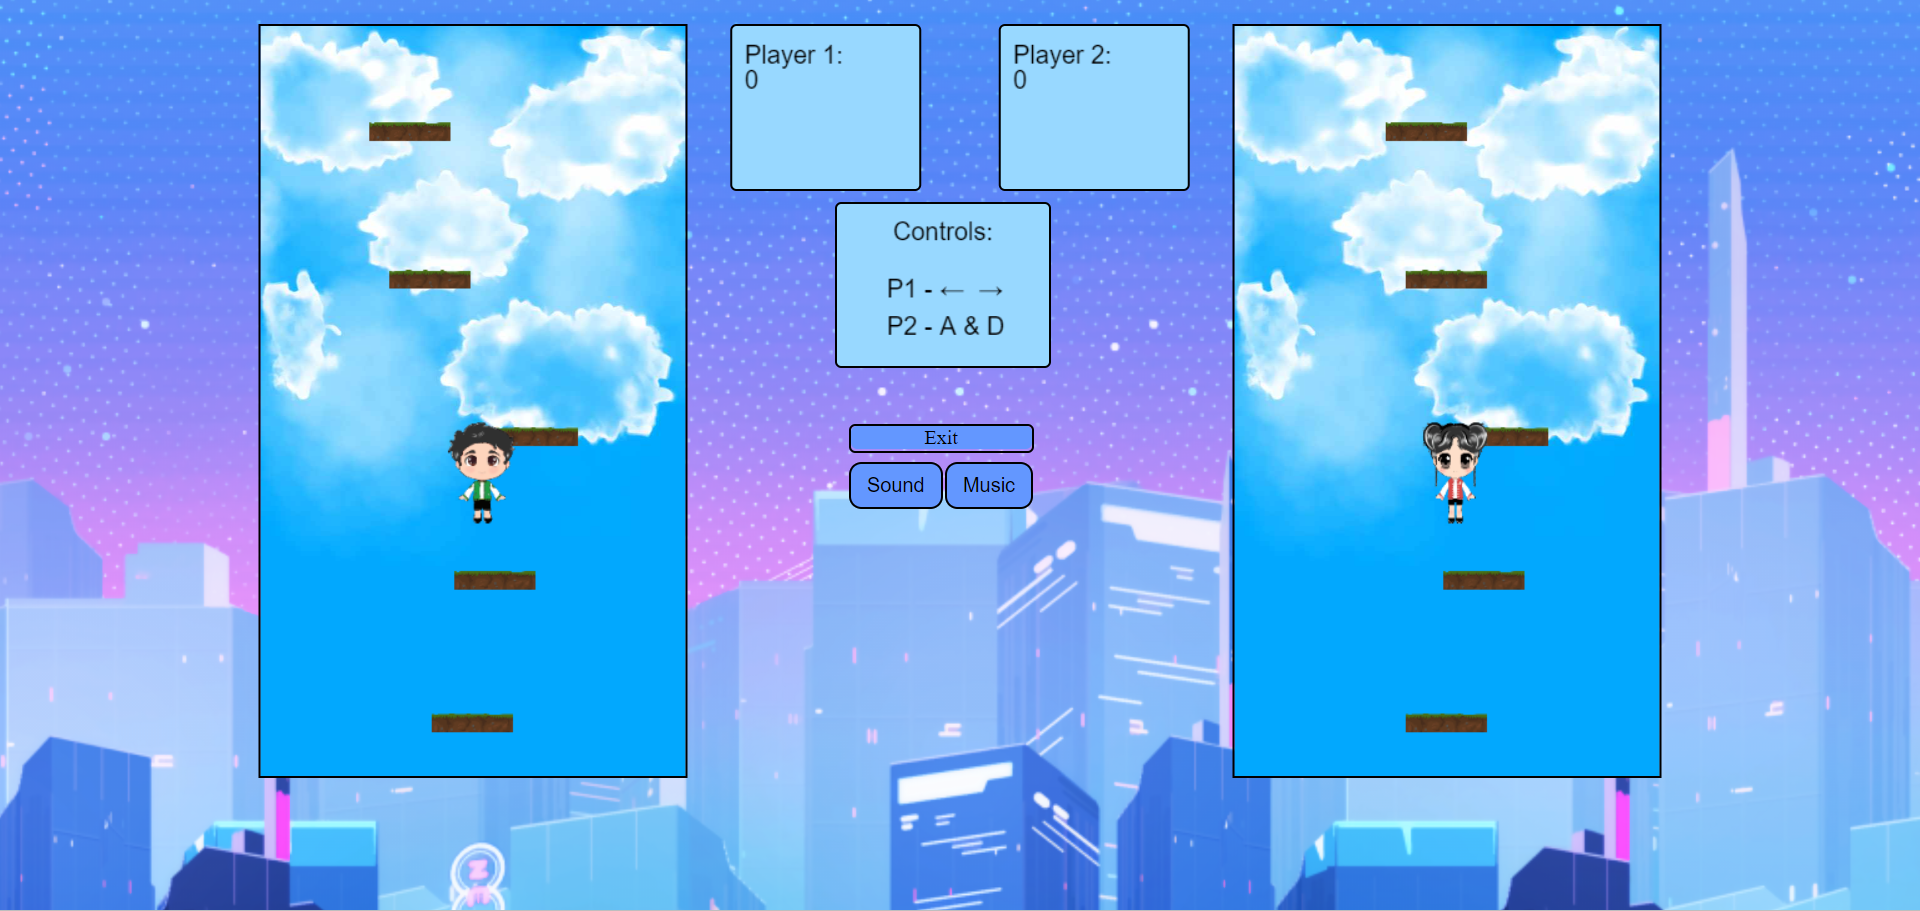 Player 1:
0
Player 2:
0
Controls:
P1 - ← →
P2 - A & D
Exit
Sound
Music